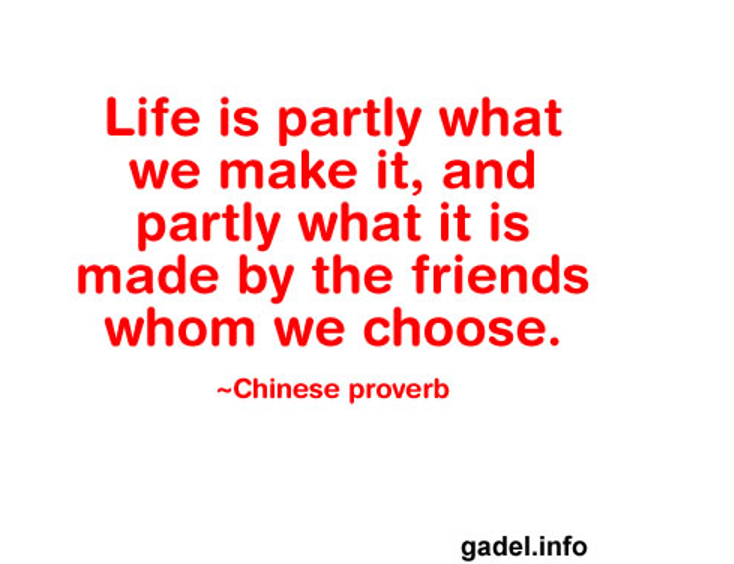 Life is partly what
we make it, and
partly what it is
made by the friends
whom we choose.
~Chinese proverb
gadel.info